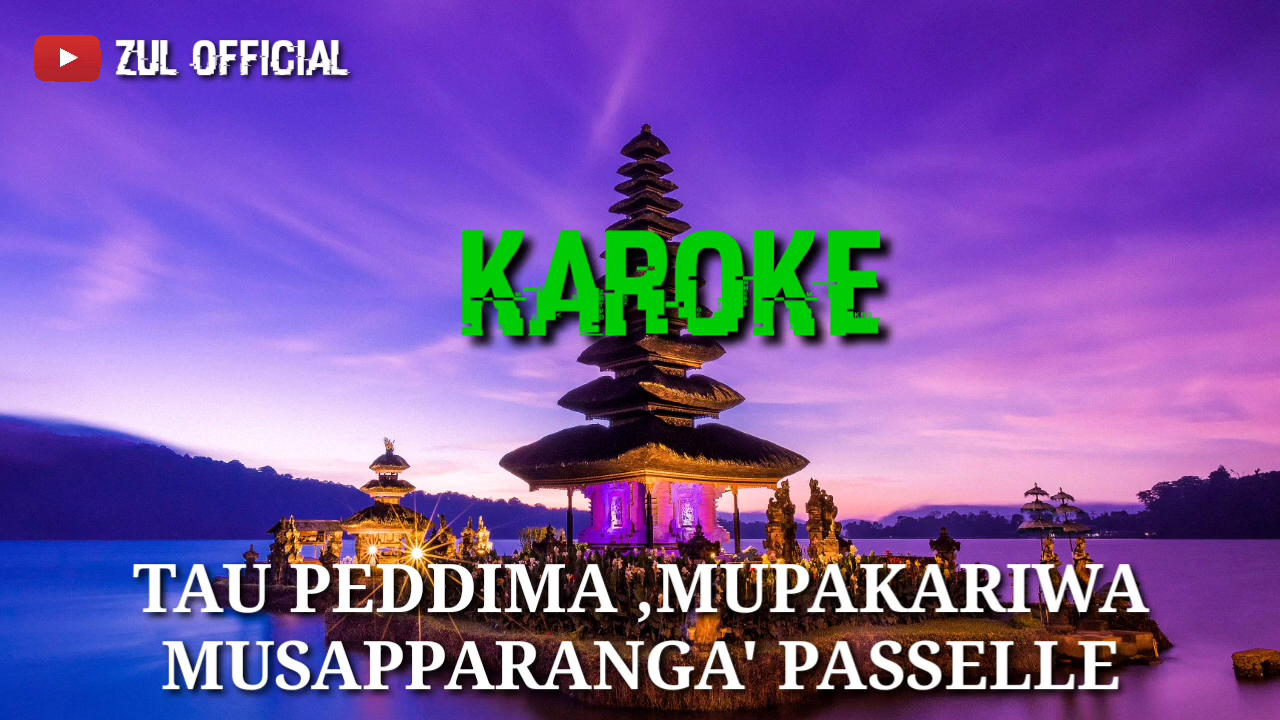 ZUL OFFICIAL
KAROKE
TAU PEDDIMA ,MUPAKARIWA
MUSAPPARANGA' PASSELLE